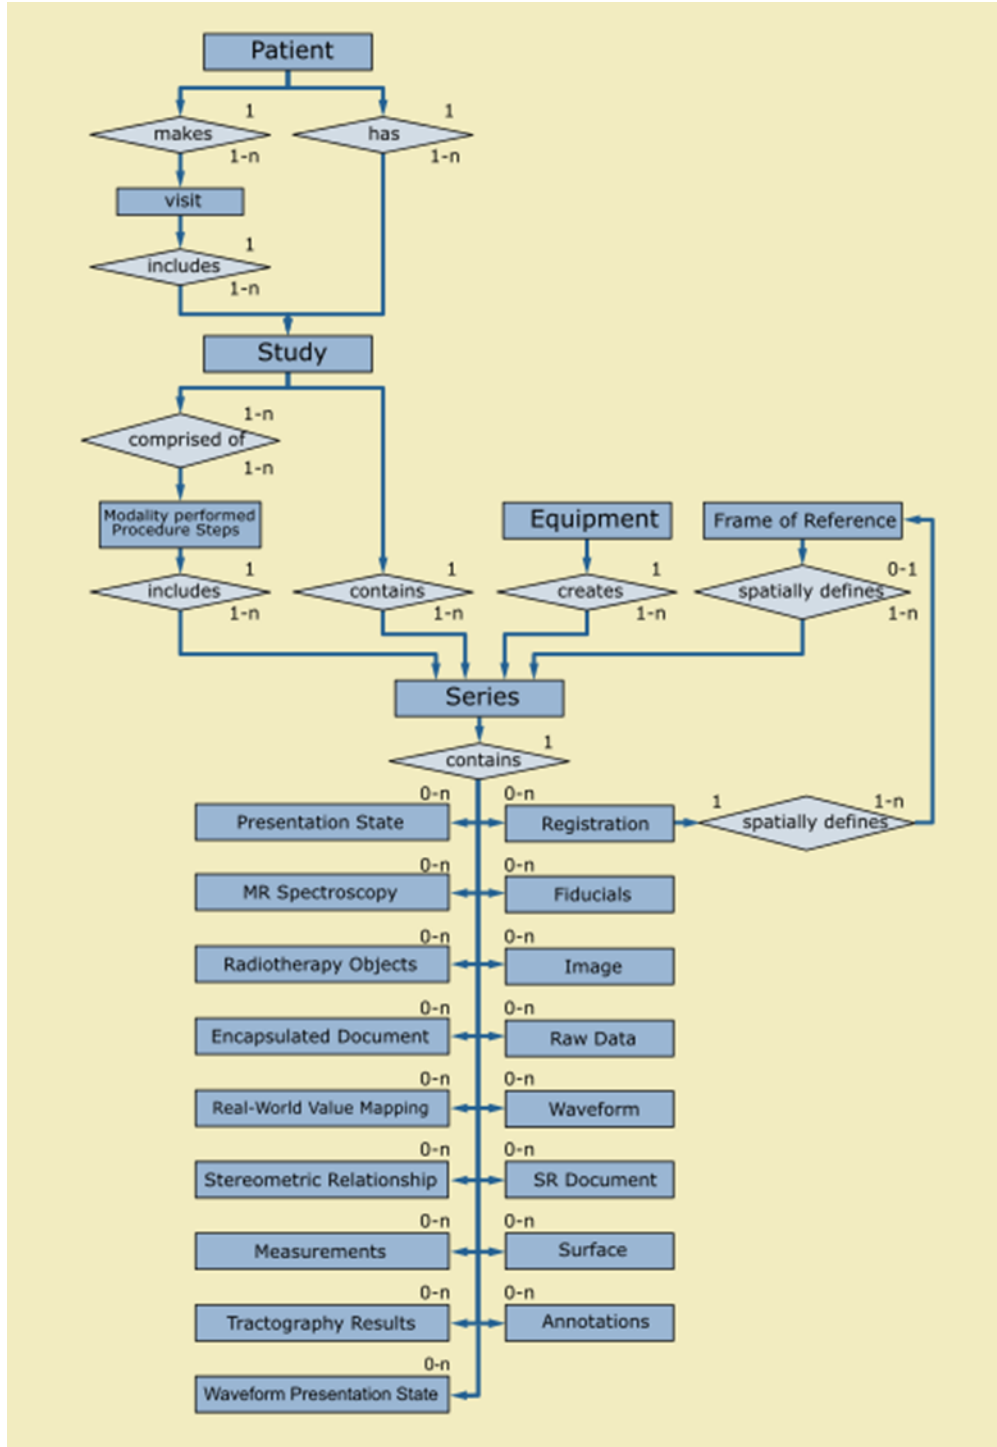 Patient
1 1
makes has
1-n 1-n
visit
1
includes
1-n
Study
1-n
comprised of
1-n
Modality performed
Procedure Steps
Equipment Frame of Reference
1 1 1 0-1
includes contains creates spatially defines
1-n 1-n 1-n 1-n
Series
1
contains
0-n 0-n 1 1-n
Presentation State Registration spatially defines
0-n 0-n
MR Spectroscopy Fiducials
0-n 0-n
Radiotherapy Objects Image
0-n 0-n
Encapsulated Document Raw Data
0-n 0-n
Real-World Value Mapping Waveform
0-n 0-n
Stereometric Relationship SR Document
0-n 0-n
Measurements Surface
0-n 0-n
Tractography Results Annotations
0-n
Waveform Presentation State